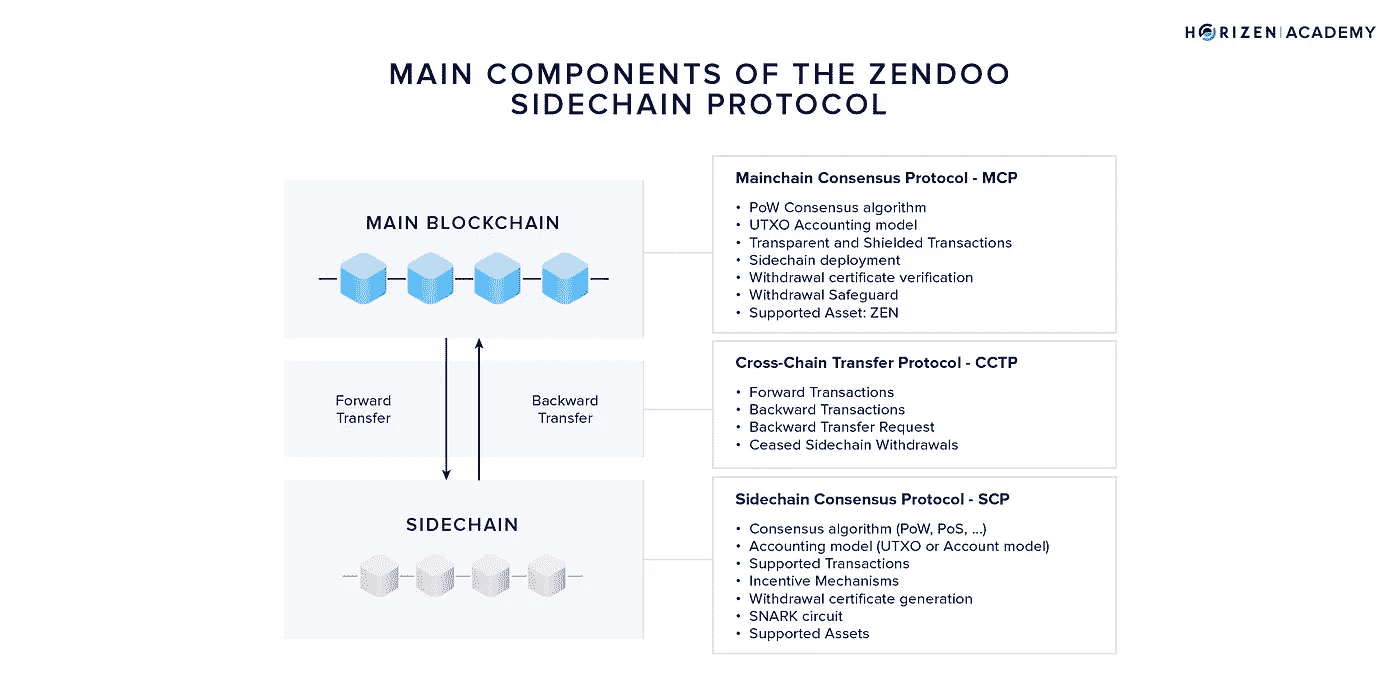 HORIZEN|ACADEMY
MAIN COMPONENTS OF THE ZENDOO
SIDECHAIN PROTOCOL
MAIN BLOCKCHAIN
Mainchain Consensus Protocol - MCP
• PoW Consensus algorithm
• UTXO Accounting model
• Transparent and Shielded Transactions
• Sidechain deployment
• Withdrawal certificate verification
• Withdrawal Safeguard
• Supported Asset: ZEN
Forward
Transfer
Backward
Transfer
Cross-Chain Transfer Protocol - CCTP
• Forward Transactions
• Backward Transactions
• Backward Transfer Request
• Ceased Sidechain Withdrawals
SIDECHAIN
Sidechain Consensus Protocol - SCP
• Consensus algorithm (PoW, PoS, ...)
• Accounting model (UTXO or Account model)
• Supported Transactions
• Incentive Mechanisms
• Withdrawal certificate generation
• SNARK circuit
• Supported Assets